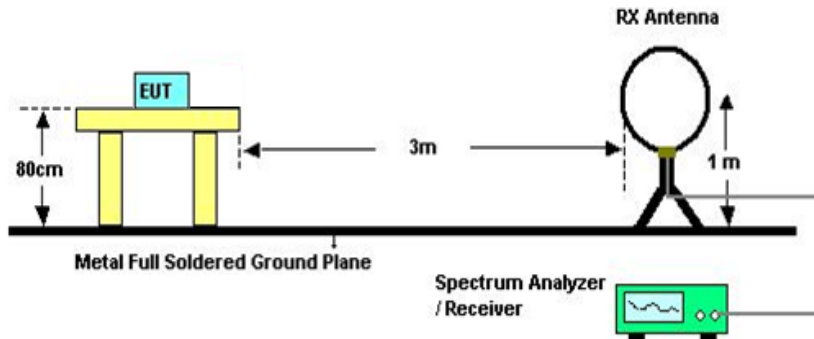 RX Antenna
EUT
3m
80cm
1 m
Metal Full Soldered Ground Plane
Spectrum Analyzer
/ Receiver